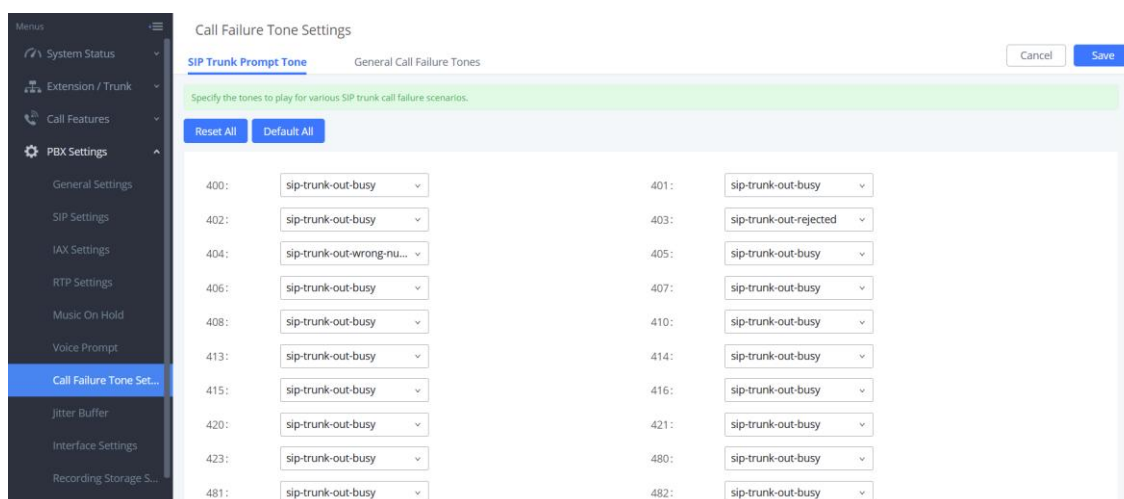 Menus
System Status
Extension / Trunk
Call Features
PBX Settings
General Settings
SIP Settings
IAX Settings
RTP Settings
Music On Hold
Voice Prompt
Call Failure Tone Set...
Jitter Buffer
Interface Settings
Recording Storage S...
Call Failure Tone Settings
SIP Trunk Prompt Tone General Call Failure Tones Cancel Save
Specify the tones to play for various SIP trunk call failure scenarios.
Reset All Default All
400: sip-trunk-out-busy 401: sip-trunk-out-busy
402: sip-trunk-out-busy 403: sip-trunk-out-rejected
404: sip-trunk-out-wrong-nu... 405: sip-trunk-out-busy
406: sip-trunk-out-busy 407: sip-trunk-out-busy
408: sip-trunk-out-busy 410: sip-trunk-out-busy
413: sip-trunk-out-busy 414: sip-trunk-out-busy
415: sip-trunk-out-busy 416: sip-trunk-out-busy
420: sip-trunk-out-busy 421: sip-trunk-out-busy
423: sip-trunk-out-busy 480: sip-trunk-out-busy
481: sip-trunk-out-busy 482: sip-trunk-out-busy